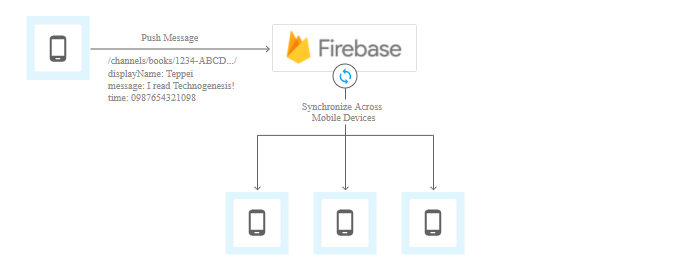 Push Message
/channels/books/1234-ABCD.../
displayName: Teppei
message: I read Technogenesis!
time: 0987654321098
Firebase
Synchronize Across
Mobile Devices